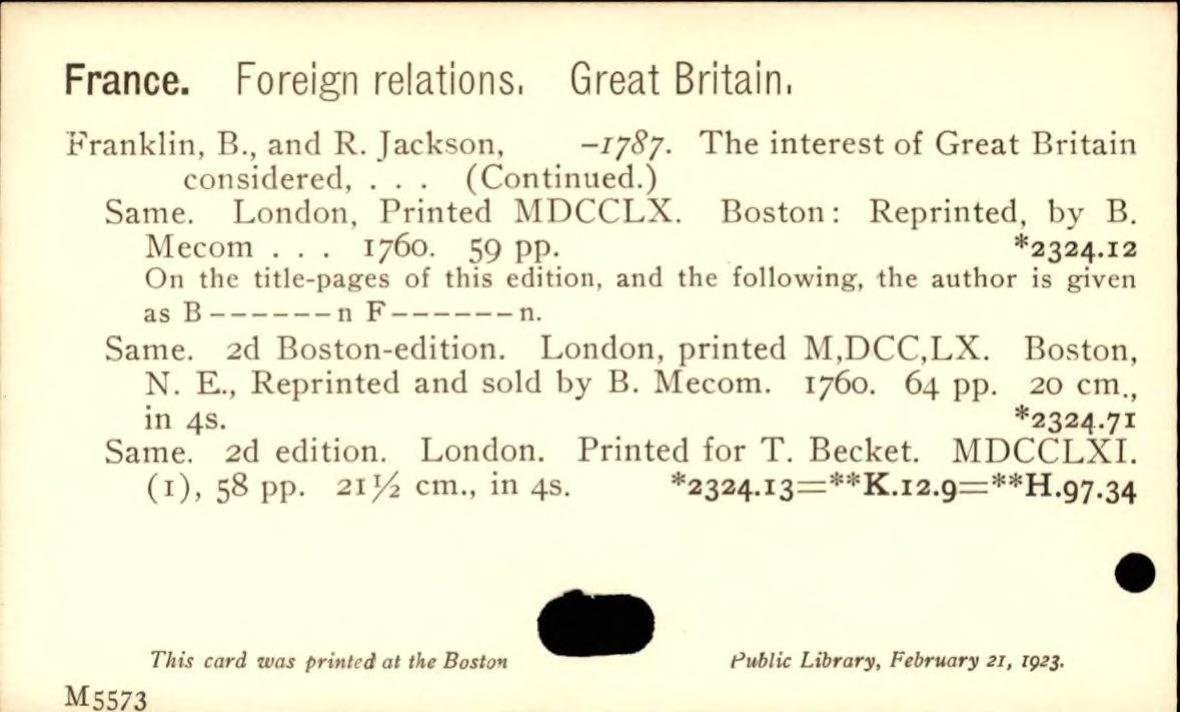 France. Foreign relations. Great Britain.
Franklin, B., and R. Jackson, -1787. The interest of Great Britain
considered, . . . (Continued.)
Same. London, Printed MDCCLX. Boston: Reprinted, by B.
Mecom . . . 1760. 59 pp. *2324.12
On the title-pages of this edition, and the following, the author is given
as B------n F------n.
Same. 2d Boston-edition. London, printed M,DCC,LX. Boston,
N. E., Reprinted and sold by B. Mecom. 1760. 64 pp. 20 cm.,
in 4s. *2324.71
Same. 2d edition. London. Printed for T. Becket. MDCCLXI.
(1), 58 pp. 21½ cm., in 4s. *2324.13=**K.12.9=**H.97.34
This card was printed at the Boston Public Library, February 21, 1923.
M5573